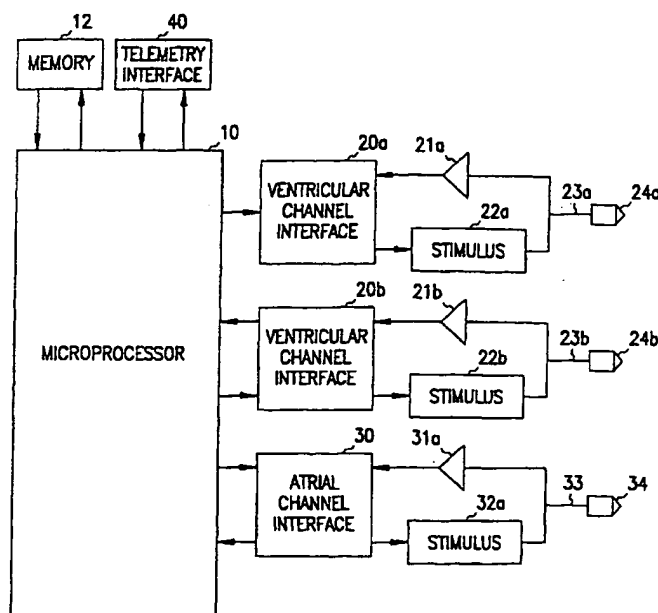 12
40
MEMORY
TELEMETRY
INTERFACE
10
20a
21a
VENTRICULAR
CHANNEL
INTERFACE
22a
STIMULUS
23a
24a
MICROPROCESSOR
20b
21b
VENTRICULAR
CHANNEL
INTERFACE
22b
STIMULUS
23b
24b
30
31a
ATRIAL
CHANNEL
INTERFACE
32a
STIMULUS
33
34